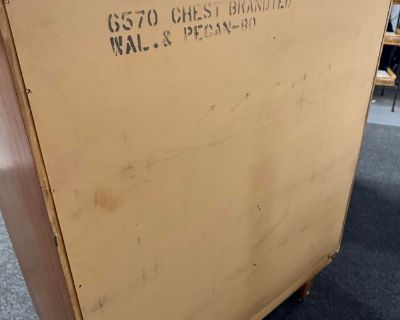 6570 CHEST BRANDTED
WAL. & PECAN-80